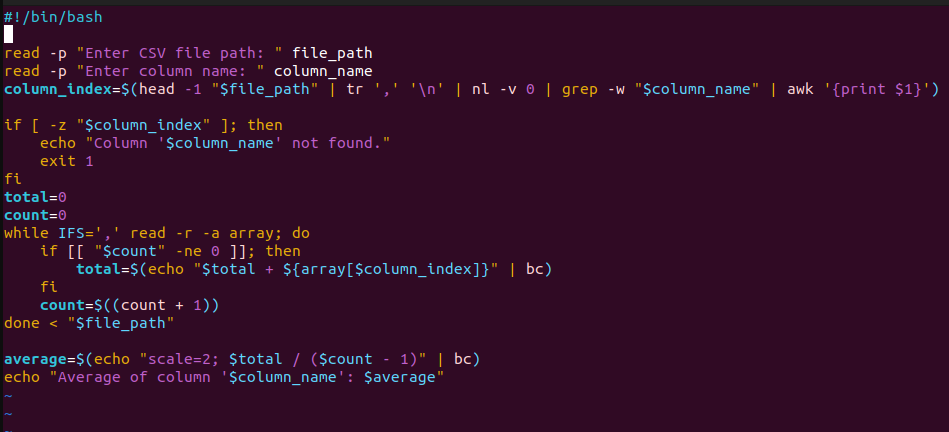 #!/bin/bash

read -p "Enter CSV file path: " file_path
read -p "Enter column name: " column_name
column_index=$(head -1 "$file_path" | tr ',' '\n' | nl -v 0 | grep -w "$column_name" | awk '{print $1}')

if [ -z "$column_index" ]; then
    echo "Column '$column_name' not found."
    exit 1
fi
total=0
count=0
while IFS=',' read -r -a array; do
    if [[ "$count" -ne 0 ]]; then
        total=$(echo "$total + ${array[$column_index]}" | bc)
    fi
    count=$((count + 1))
done < "$file_path"

average=$(echo "scale=2; $total / ($count - 1)" | bc)
echo "Average of column '$column_name': $average"
~
~
~